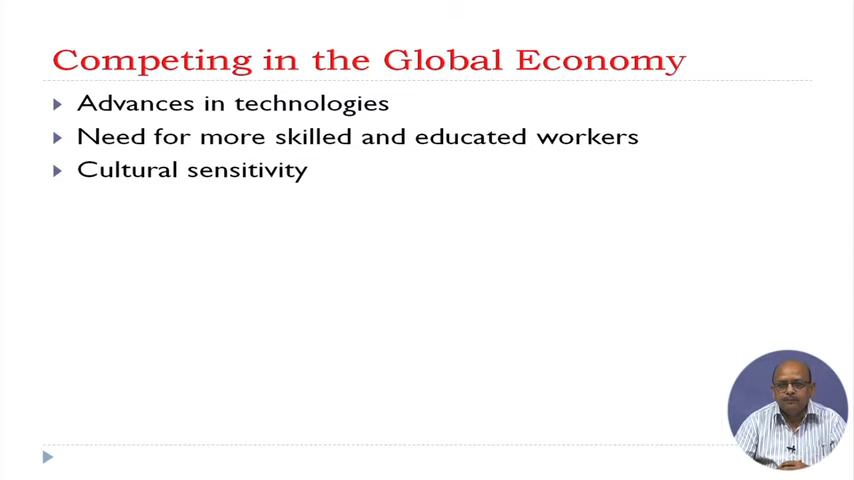 Competing in the Global Economy
Advances in technologies
Need for more skilled and educated workers
Cultural sensitivity